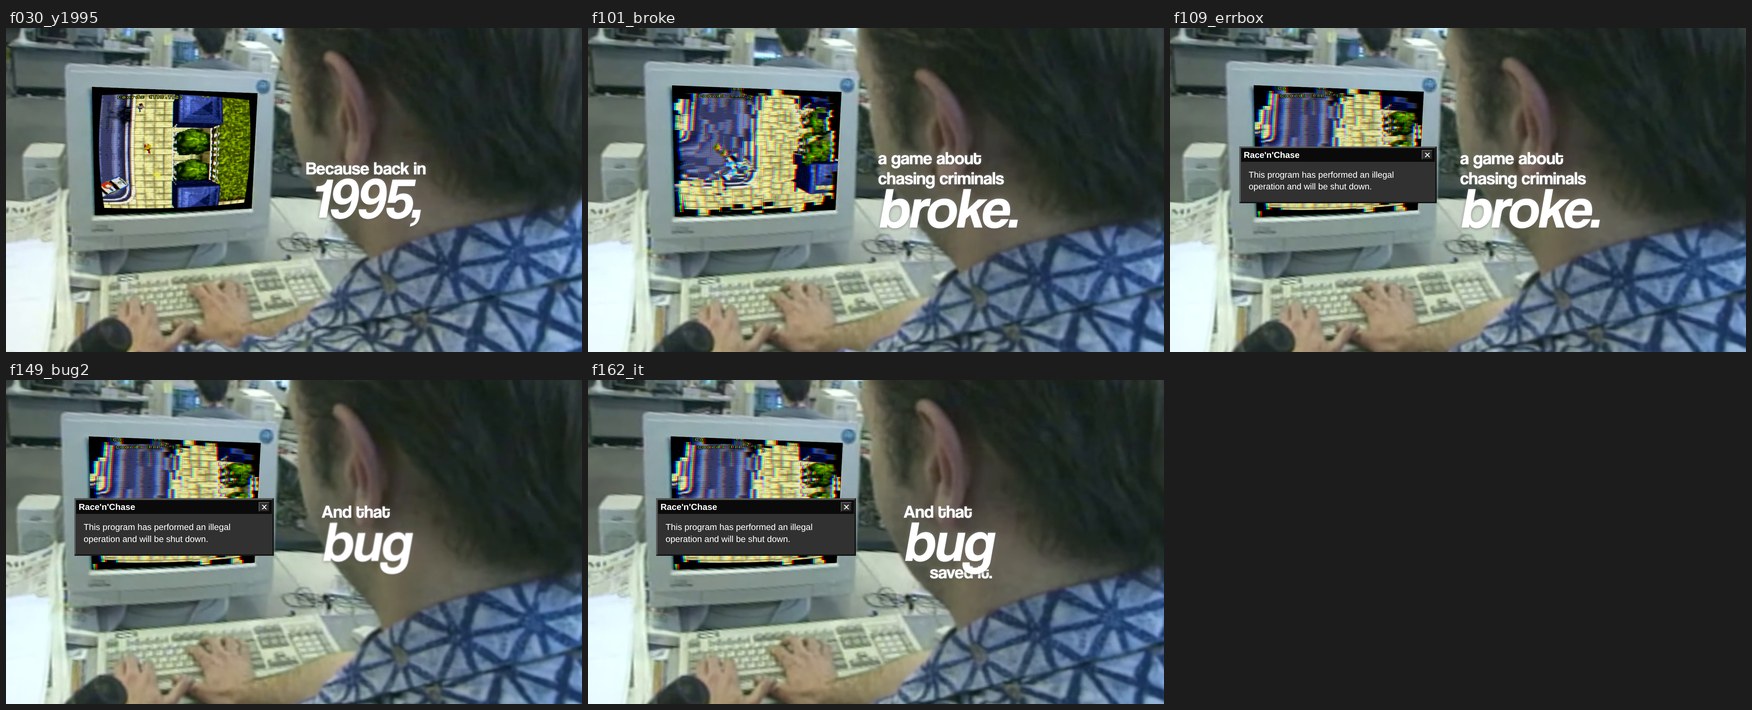 f030_y1995
Because back in
1995,
f101_broke
a game about
chasing criminals
broke.
f109_errbox
Race'n'Chase
This program has performed an illegal
operation and will be shut down.
a game about
chasing criminals
broke.
f149_bug2
Race'n'Chase
This program has performed an illegal
operation and will be shut down.
And that
bug
f162_it
Race'n'Chase
This program has performed an illegal
operation and will be shut down.
And that
bug
saved it.